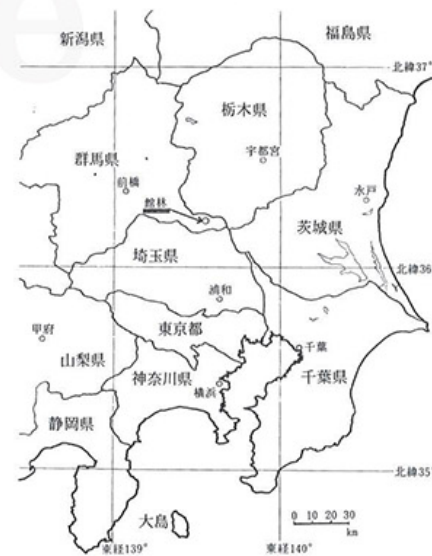 新潟県
福島県
北緯37°
栃木県
群馬県
宇都宮
前橋
水戸
館林
茨城県
埼玉県
北緯36°
浦和
東京都
甲府
千葉
山梨県
神奈川県
千葉県
横浜
静岡県
北緯35°
大島
0 10 20 30
km
東経139°
東経140°